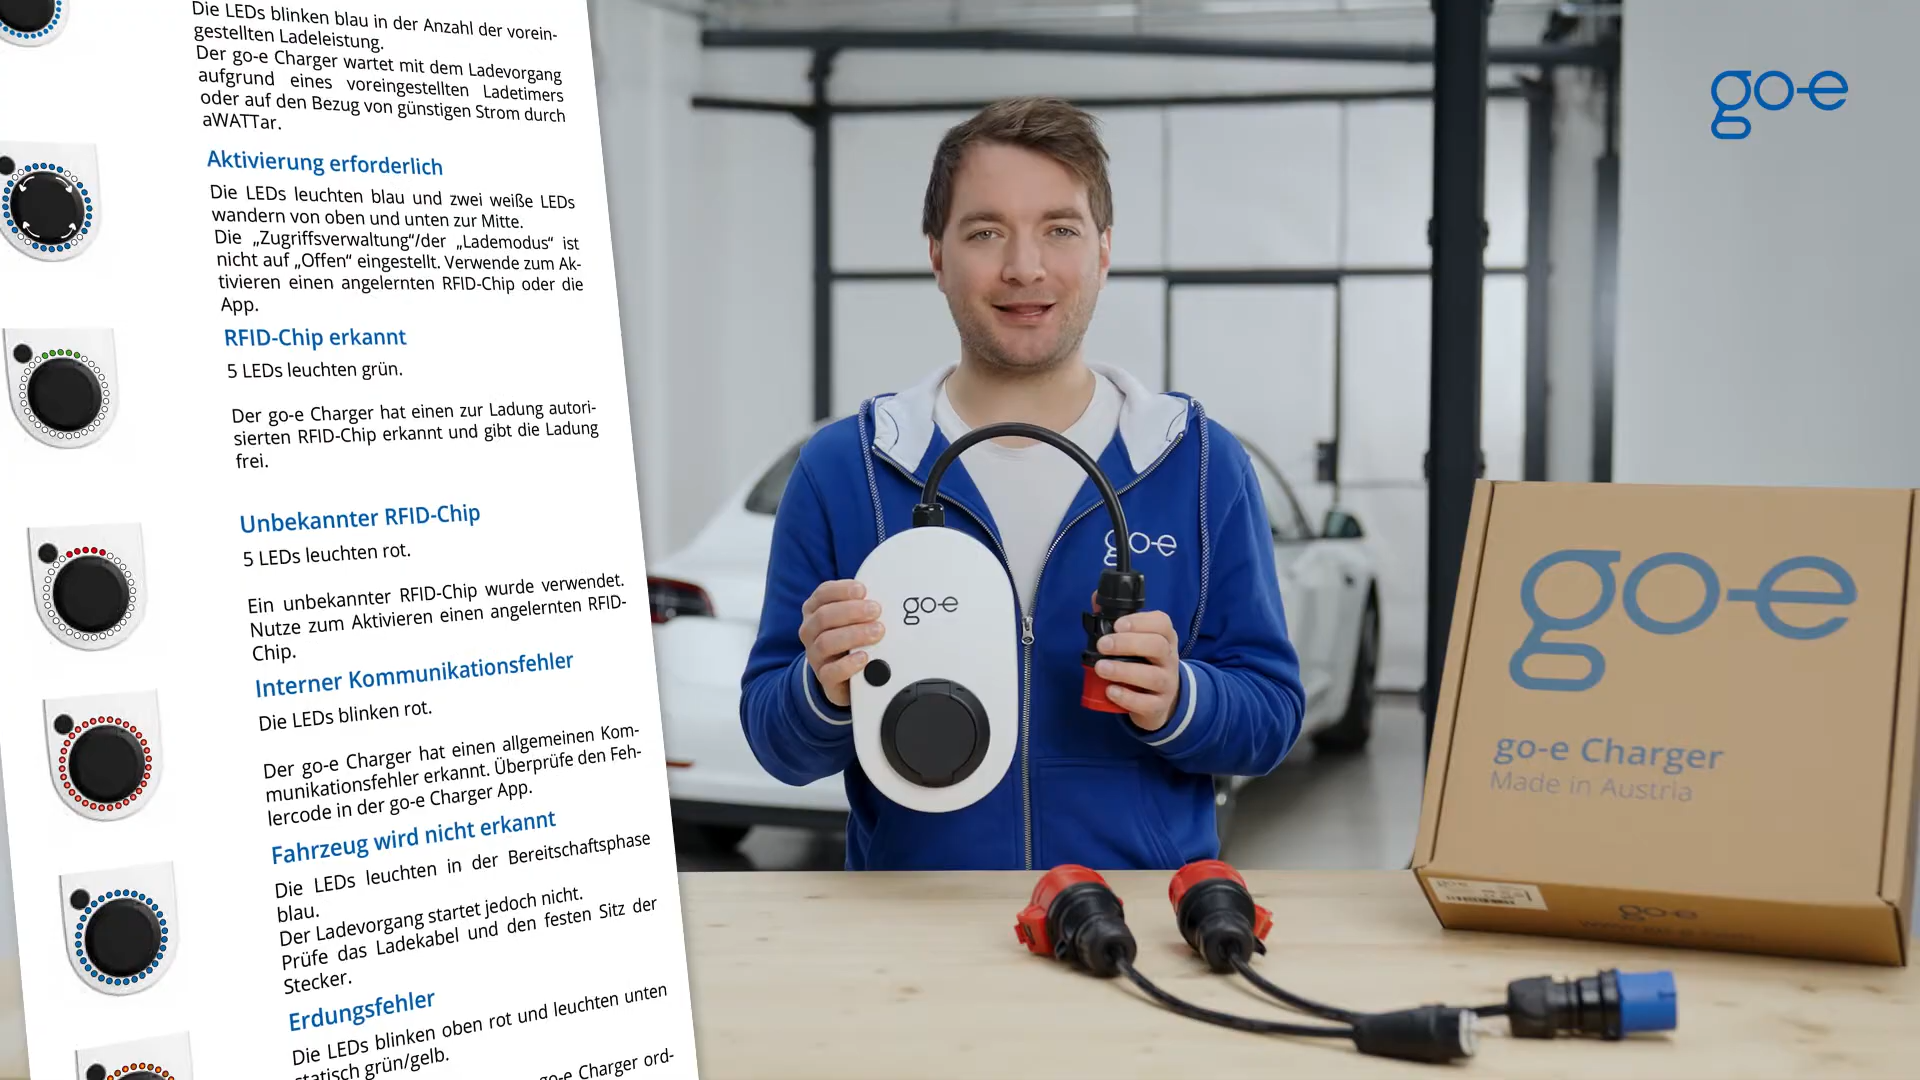 Die LEDs blinken blau in der Anzahl der vorein-
gestellten Ladeleistung.
Der go-e Charger wartet mit dem Ladevorgang
aufgrund eines voreingestellten Ladetimers
oder auf den Bezug von günstigen Strom durch
aWATTar.
Aktivierung erforderlich
Die LEDs leuchten blau und zwei weiße LEDs
wandern von oben und unten zur Mitte.
Die „Zugriffsverwaltung“/der „Lademodus“ ist
nicht auf „Offen“ eingestellt. Verwende zum Ak-
tivieren einen angelernten RFID-Chip oder die
App.
RFID-Chip erkannt
5 LEDs leuchten grün.
Der go-e Charger hat einen zur Ladung autori-
sierten RFID-Chip erkannt und gibt die Ladung
frei.
Unbekannter RFID-Chip
5 LEDs leuchten rot.
Ein unbekannter RFID-Chip wurde verwendet.
Nutze zum Aktivieren einen angelernten RFID-
Chip.
Interner Kommunikationsfehler
Die LEDs blinken rot.
Der go-e Charger hat einen allgemeinen Kom-
munikationsfehler erkannt. Überprüfe den Feh-
lercode in der go-e Charger App.
Fahrzeug wird nicht erkannt
Die LEDs leuchten in der Bereitschaftsphase
blau.
Der Ladevorgang startet jedoch nicht.
Prüfe das Ladekabel und den festen Sitz der
Stecker.
Erdungsfehler
Die LEDs blinken oben rot und leuchten unten
statisch grün/gelb.
go-e Charger ord-
go-e
go-e
go-e
go-e
go-e Charger
Made in Austria
go-e